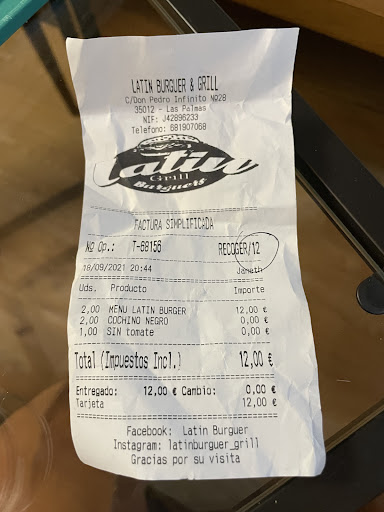 LATIN BURGUER & GRILL
C/Don Pedro Infinito Nº28
35012 - Las Palmas
NIF: J42896233
Telefono: 681907068
Latin
Grill
Burguers
FACTURA SIMPLIFICADA
Nº Op.: T-68156 RECOGER/12
18/09/2021 20:44 Janeth
Uds. Producto Importe
2,00 MENU LATIN BURGER 12,00 €
2,00 COCHINO NEGRO 0,00 €
1,00 SIN tomate 0,00 €
Total (Impuestos Incl.) 12,00 €
Entregado: 12,00 € Cambio: 0,00 €
Tarjeta 12,00 €
Facebook: Latin Burguer
Instagram: latinburguer_grill
Gracias por su visita